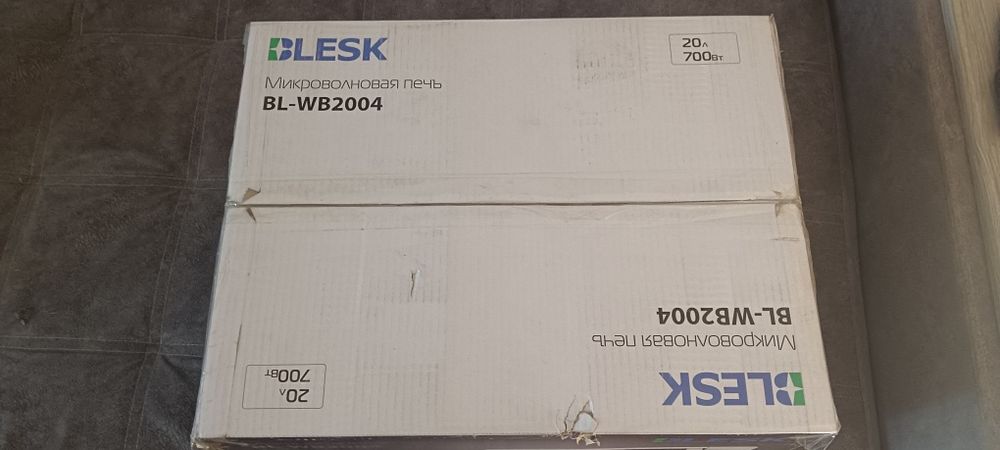 BLESK
Микроволновая печь
BL-WB2004
20л
700Вт
BL-WB2004
Микроволновая печь
BLESK
20л
700Вт